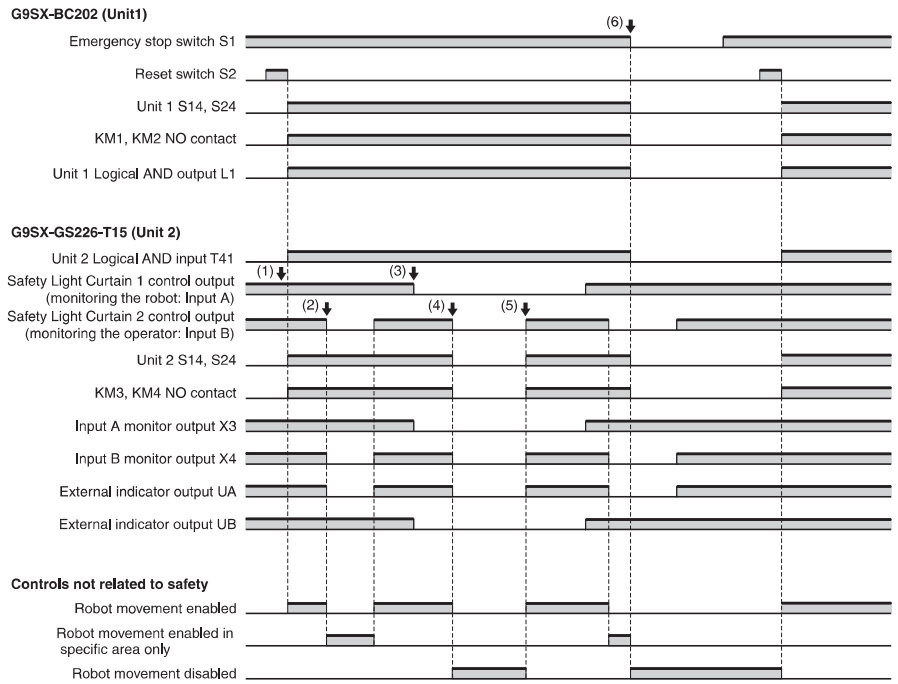 G9SX-BC202 (Unit1)
(6)
Emergency stop switch S1
Reset switch S2
Unit 1 S14, S24
KM1, KM2 NO contact
Unit 1 Logical AND output L1
G9SX-GS226-T15 (Unit 2)
Unit 2 Logical AND input T41
(1)
(3)
Safety Light Curtain 1 control output
(monitoring the robot: Input A)
(2)
(4)
(5)
Safety Light Curtain 2 control output
(monitoring the operator: Input B)
Unit 2 S14, S24
KM3, KM4 NO contact
Input A monitor output X3
Input B monitor output X4
External indicator output UA
External indicator output UB
Controls not related to safety
Robot movement enabled
Robot movement enabled in
specific area only
Robot movement disabled